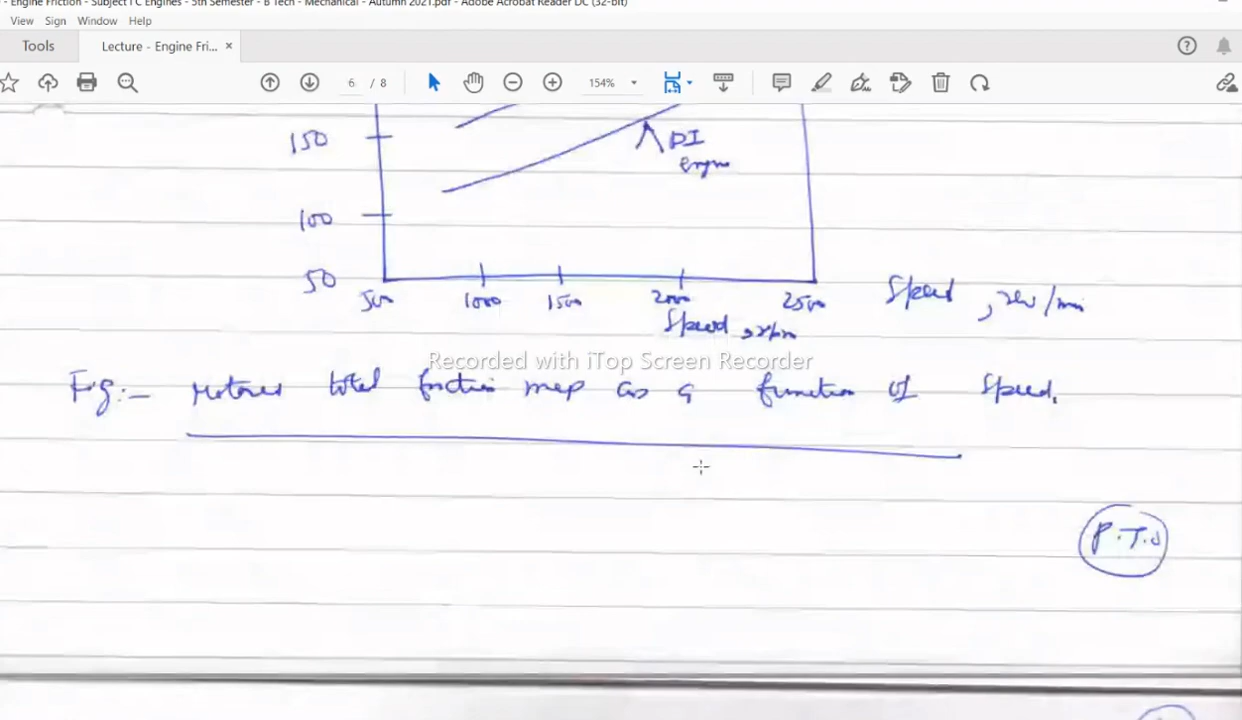 - Engine Friction - Subject I C Engines - 5th Semester - B Tech - Mechanical - Autumn 2021.pdf - Adobe Acrobat Reader DC (32-bit)
View Sign Window Help
Tools Lecture - Engine Fri... ×
6 / 8 154%
150
DI
engine
100
50
500 1000 1500 2000 2500 Speed, rev/min
Speed, rpm
Recorded with iTop Screen Recorder
Fig:- Motored total friction mep as a function of Speed.
P.T.O